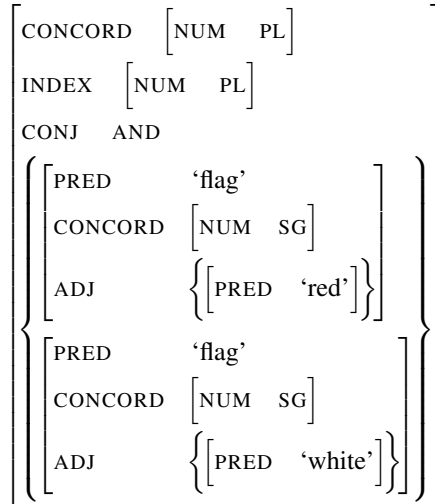 CONCORD [NUM PL]
INDEX [NUM PL]
CONJ AND
PRED ‘flag’
CONCORD [NUM SG]
ADJ {[PRED ‘red’]}
PRED ‘flag’
CONCORD [NUM SG]
ADJ {[PRED ‘white’]}